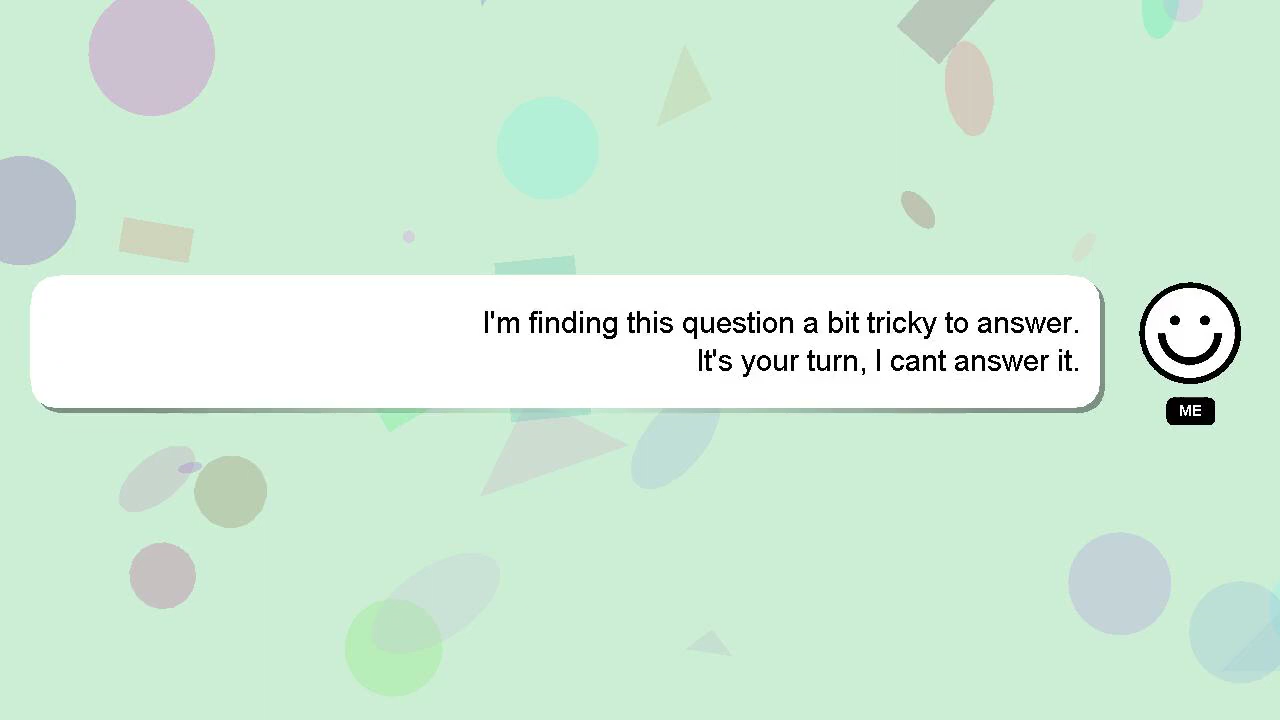 I'm finding this question a bit tricky to answer.
It's your turn, I cant answer it.
ME